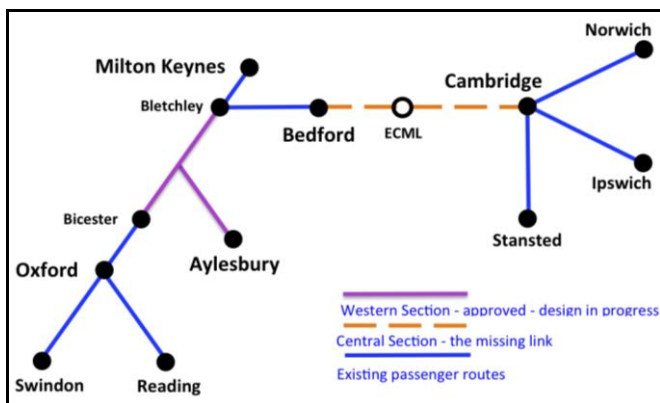 Norwich
Milton Keynes
Cambridge
Bletchley
Bedford
ECML
Ipswich
Bicester
Stansted
Aylesbury
Oxford
Western Section - approved - design in progress
Central Section - the missing link
Existing passenger routes
Swindon
Reading